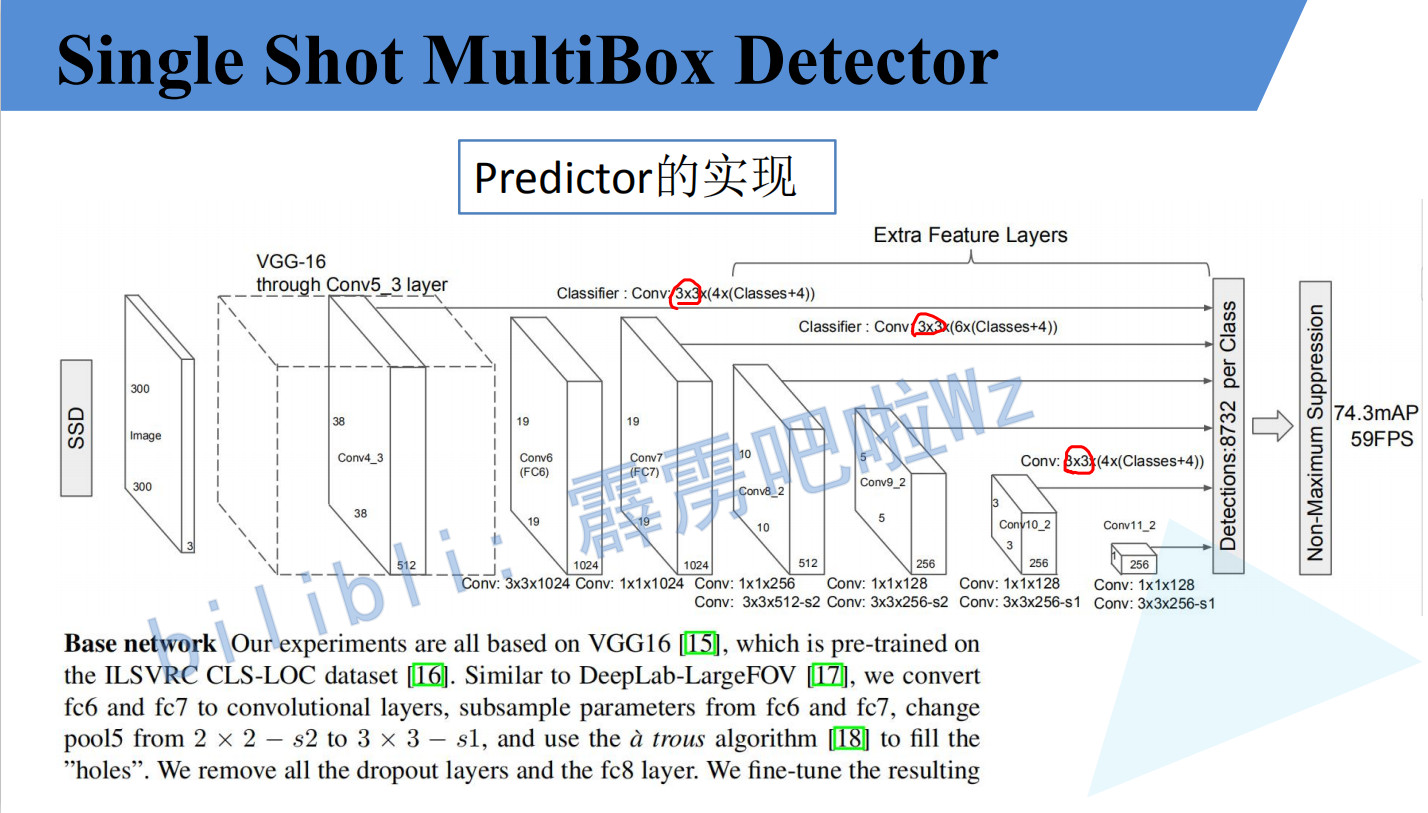 Single Shot MultiBox Detector
Predictor的实现
Extra Feature Layers
VGG-16
through Conv5_3 layer
Classifier : Conv: 3x3x(4x(Classes+4))
Classifier : Conv: 3x3x(6x(Classes+4))
SSD
300
Image
300
3
38
Conv4_3
38
512
19
Conv6
(FC6)
19
1024
19
Conv7
(FC7)
19
1024
10
Conv8_2
10
512
5
Conv9_2
5
256
Conv: 3x3x(4x(Classes+4))
3
Conv10_2
3
256
Conv11_2
1
256
Detections:8732 per Class
Non-Maximum Suppression
74.3mAP
59FPS
Conv: 3x3x1024
Conv: 1x1x1024
Conv: 1x1x256
Conv: 3x3x512-s2
Conv: 1x1x128
Conv: 3x3x256-s2
Conv: 1x1x128
Conv: 3x3x256-s1
Conv: 1x1x128
Conv: 3x3x256-s1
bilibli: 霹雳吧啦Wz
Base network Our experiments are all based on VGG16 [15], which is pre-trained on
the ILSVRC CLS-LOC dataset [16]. Similar to DeepLab-LargeFOV [17], we convert
fc6 and fc7 to convolutional layers, subsample parameters from fc6 and fc7, change
pool5 from 2 × 2 − s2 to 3 × 3 − s1, and use the à trous algorithm [18] to fill the
”holes”. We remove all the dropout layers and the fc8 layer. We fine-tune the resulting